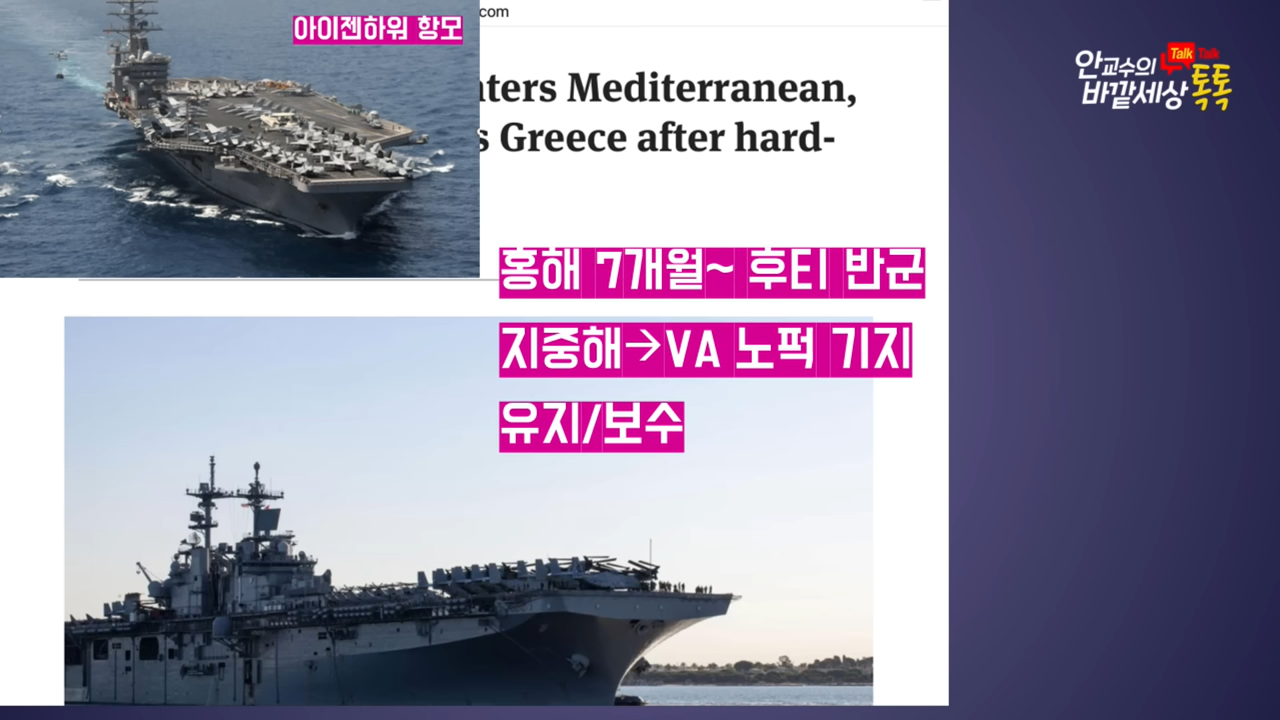 아이젠하워 항모
com
nters Mediterranean,
s Greece after hard-
안교수의
Talk Talk
바깥세상 톡톡
홍해 7개월~ 후티 반군
지중해→VA 노퍽 기지
유지/보수